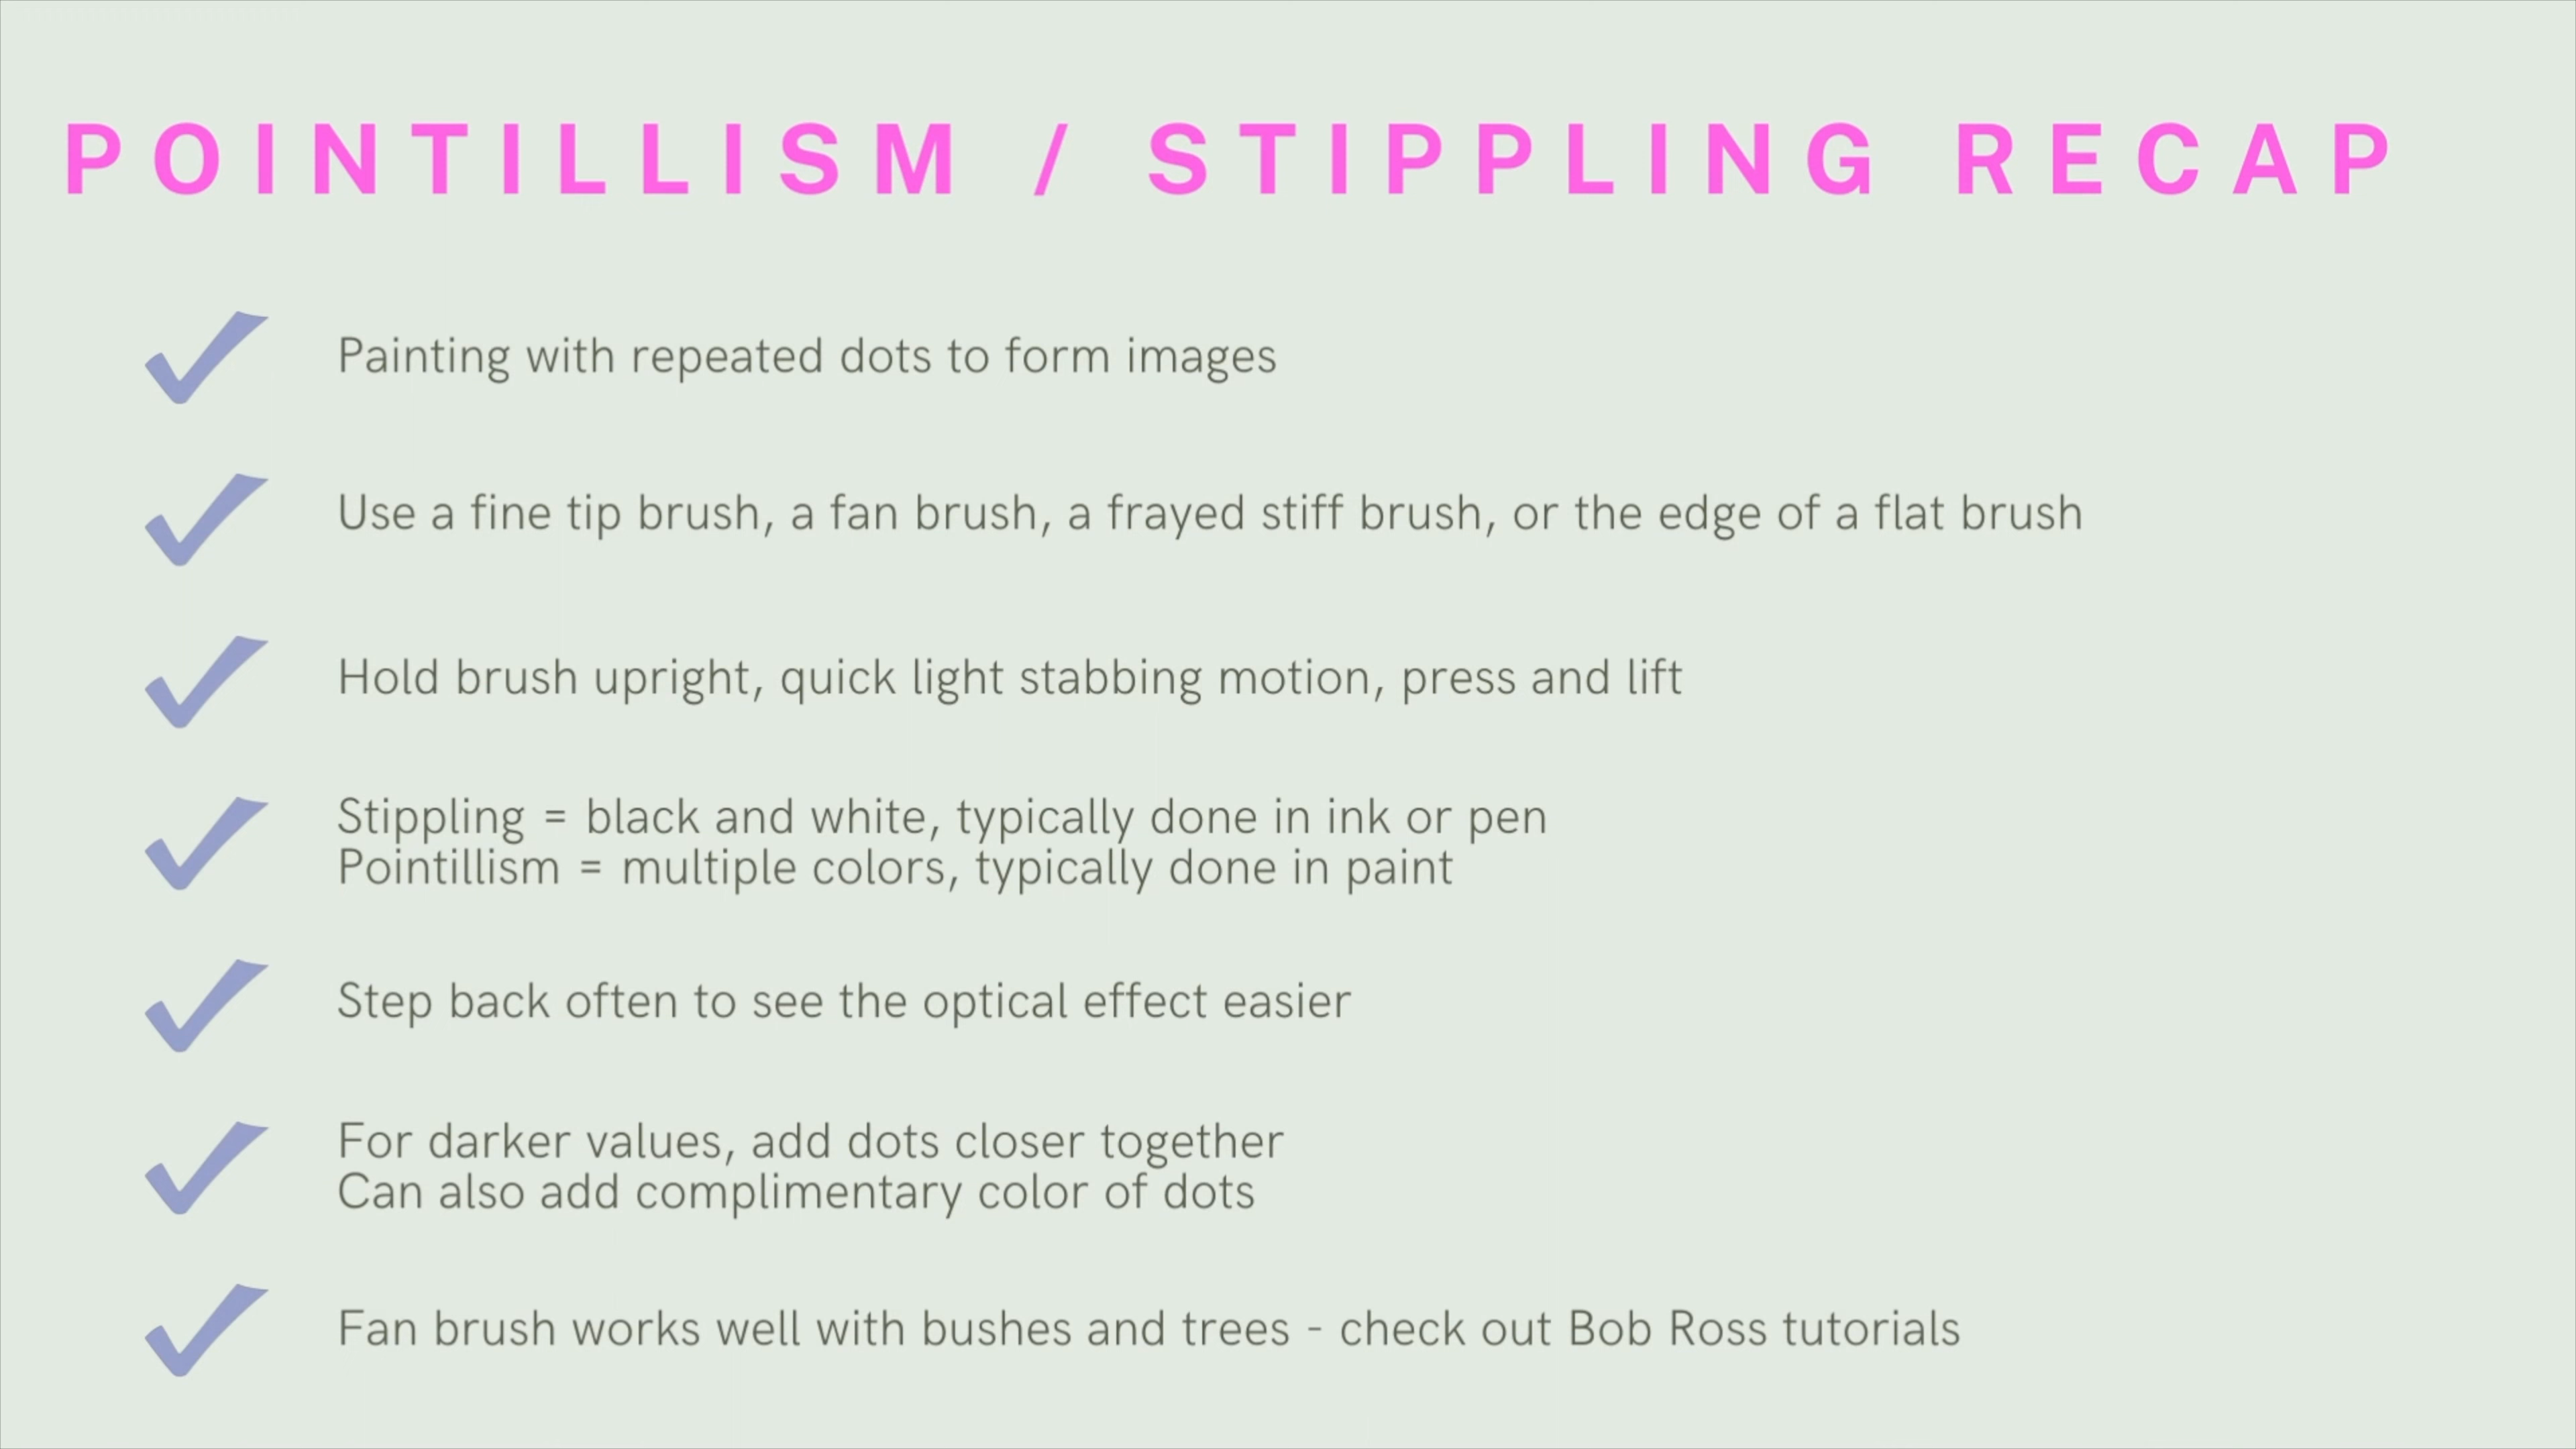 POINTILLISM / STIPPLING RECAP
Painting with repeated dots to form images
Use a fine tip brush, a fan brush, a frayed stiff brush, or the edge of a flat brush
Hold brush upright, quick light stabbing motion, press and lift
Stippling = black and white, typically done in ink or pen
Pointillism = multiple colors, typically done in paint
Step back often to see the optical effect easier
For darker values, add dots closer together
Can also add complimentary color of dots
Fan brush works well with bushes and trees - check out Bob Ross tutorials